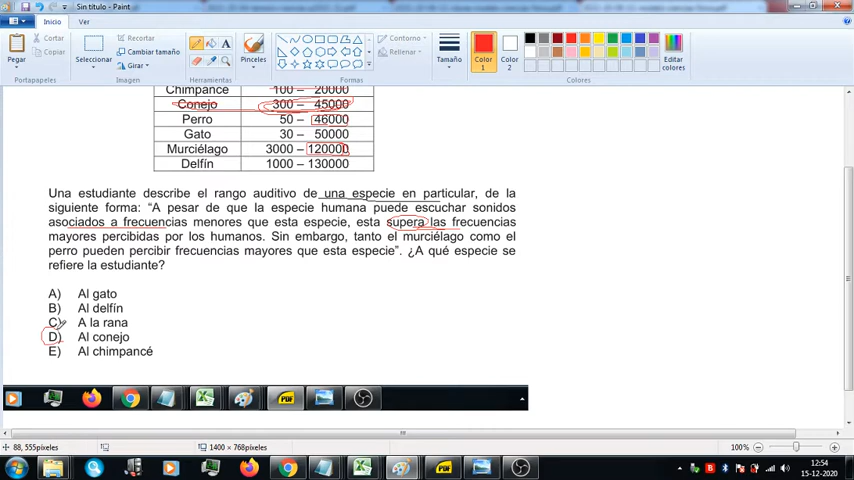 Sin título - Paint
Inicio
Ver
Pegar
Cortar
Copiar
Portapapeles
Seleccionar
Recortar
Cambiar tamaño
Girar
Imagen
Herramientas
Pinceles
Formas
Contorno
Rellenar
Tamaño
Color 1
Color 2
Colores
Editar colores
Chimpancé 100 – 20000
Conejo 300 – 45000
Perro 50 – 46000
Gato 30 – 50000
Murciélago 3000 – 120000
Delfín 1000 – 130000
Una estudiante describe el rango auditivo de una especie en particular, de la
siguiente forma: “A pesar de que la especie humana puede escuchar sonidos
asociados a frecuencias menores que esta especie, esta supera las frecuencias
mayores percibidas por los humanos. Sin embargo, tanto el murciélago como el
perro pueden percibir frecuencias mayores que esta especie”. ¿A qué especie se
refiere la estudiante?
A) Al gato
B) Al delfín
C) A la rana
D) Al conejo
E) Al chimpancé
PDF
88, 555píxeles
1400 × 768píxeles
100%
PDF
12:54
15-12-2020